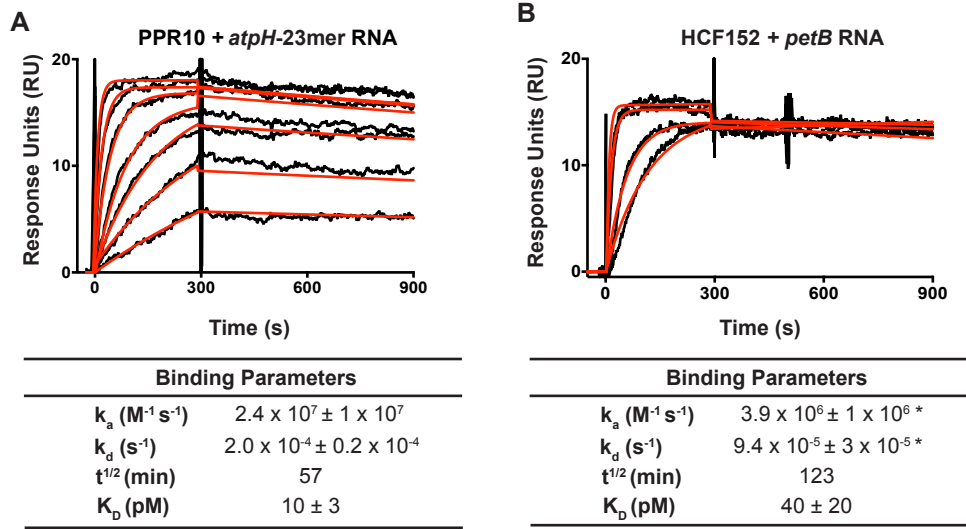 A
PPR10 + atpH-23mer RNA
Response Units (RU)
20
10
0
0 300 600 900
Time (s)
Binding Parameters
kₐ (M⁻¹ s⁻¹) 2.4 x 10⁷ ± 1 x 10⁷
k_d (s⁻¹) 2.0 x 10⁻⁴ ± 0.2 x 10⁻⁴
t¹/² (min) 57
K_D (pM) 10 ± 3
B
HCF152 + petB RNA
Response Units (RU)
20
10
0
0 300 600 900
Time (s)
Binding Parameters
kₐ (M⁻¹ s⁻¹) 3.9 x 10⁶ ± 1 x 10⁶ *
k_d (s⁻¹) 9.4 x 10⁻⁵ ± 3 x 10⁻⁵ *
t¹/² (min) 123
K_D (pM) 40 ± 20